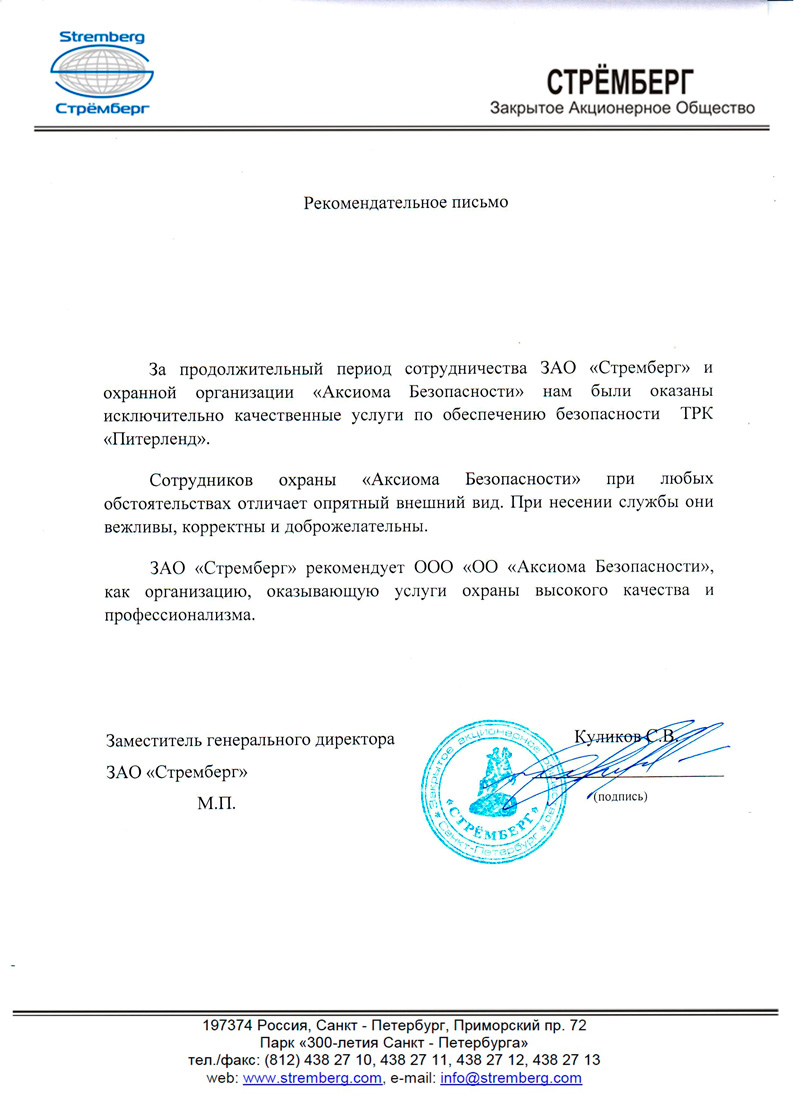 Stremberg
Стрёмберг
СТРЁМБЕРГ
Закрытое Акционерное Общество
Рекомендательное письмо
За продолжительный период сотрудничества ЗАО «Стремберг» и
охранной организации «Аксиома Безопасности» нам были оказаны
исключительно качественные услуги по обеспечению безопасности ТРК
«Питерленд».
Сотрудников охраны «Аксиома Безопасности» при любых
обстоятельствах отличает опрятный внешний вид. При несении службы они
вежливы, корректны и доброжелательны.
ЗАО «Стремберг» рекомендует ООО «ОО «Аксиома Безопасности»,
как организацию, оказывающую услуги охраны высокого качества и
профессионализма.
Заместитель генерального директора
Куликов С.В.
ЗАО «Стремберг»
М.П.
(подпись)
Закрытое акционерное
«СТРЁМБЕРГ»
Санкт-Петербург
197374 Россия, Санкт - Петербург, Приморский пр. 72
Парк «300-летия Санкт - Петербурга»
тел./факс: (812) 438 27 10, 438 27 11, 438 27 12, 438 27 13
web: www.stremberg.com, e-mail: info@stremberg.com